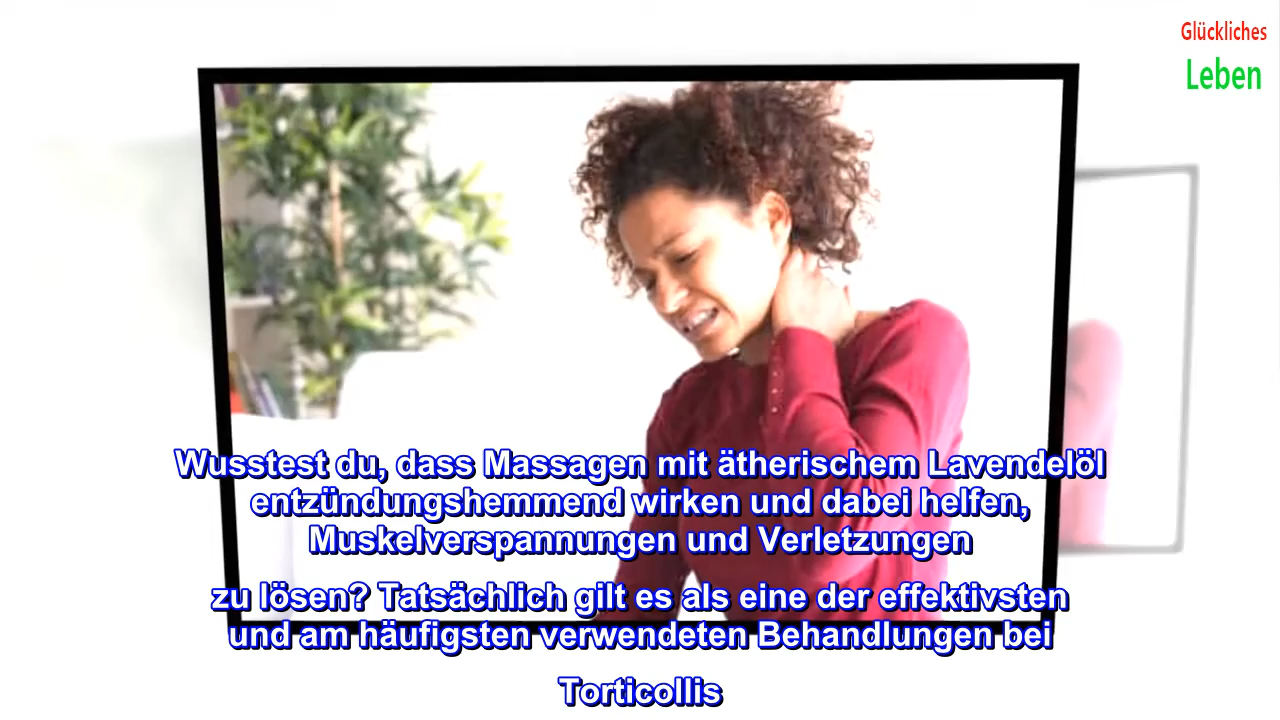 Glückliches
Leben
Wusstest du, dass Massagen mit ätherischem Lavendelöl
entzündungshemmend wirken und dabei helfen,
Muskelverspannungen und Verletzungen
zu lösen? Tatsächlich gilt es als eine der effektivsten
und am häufigsten verwendeten Behandlungen bei
Torticollis